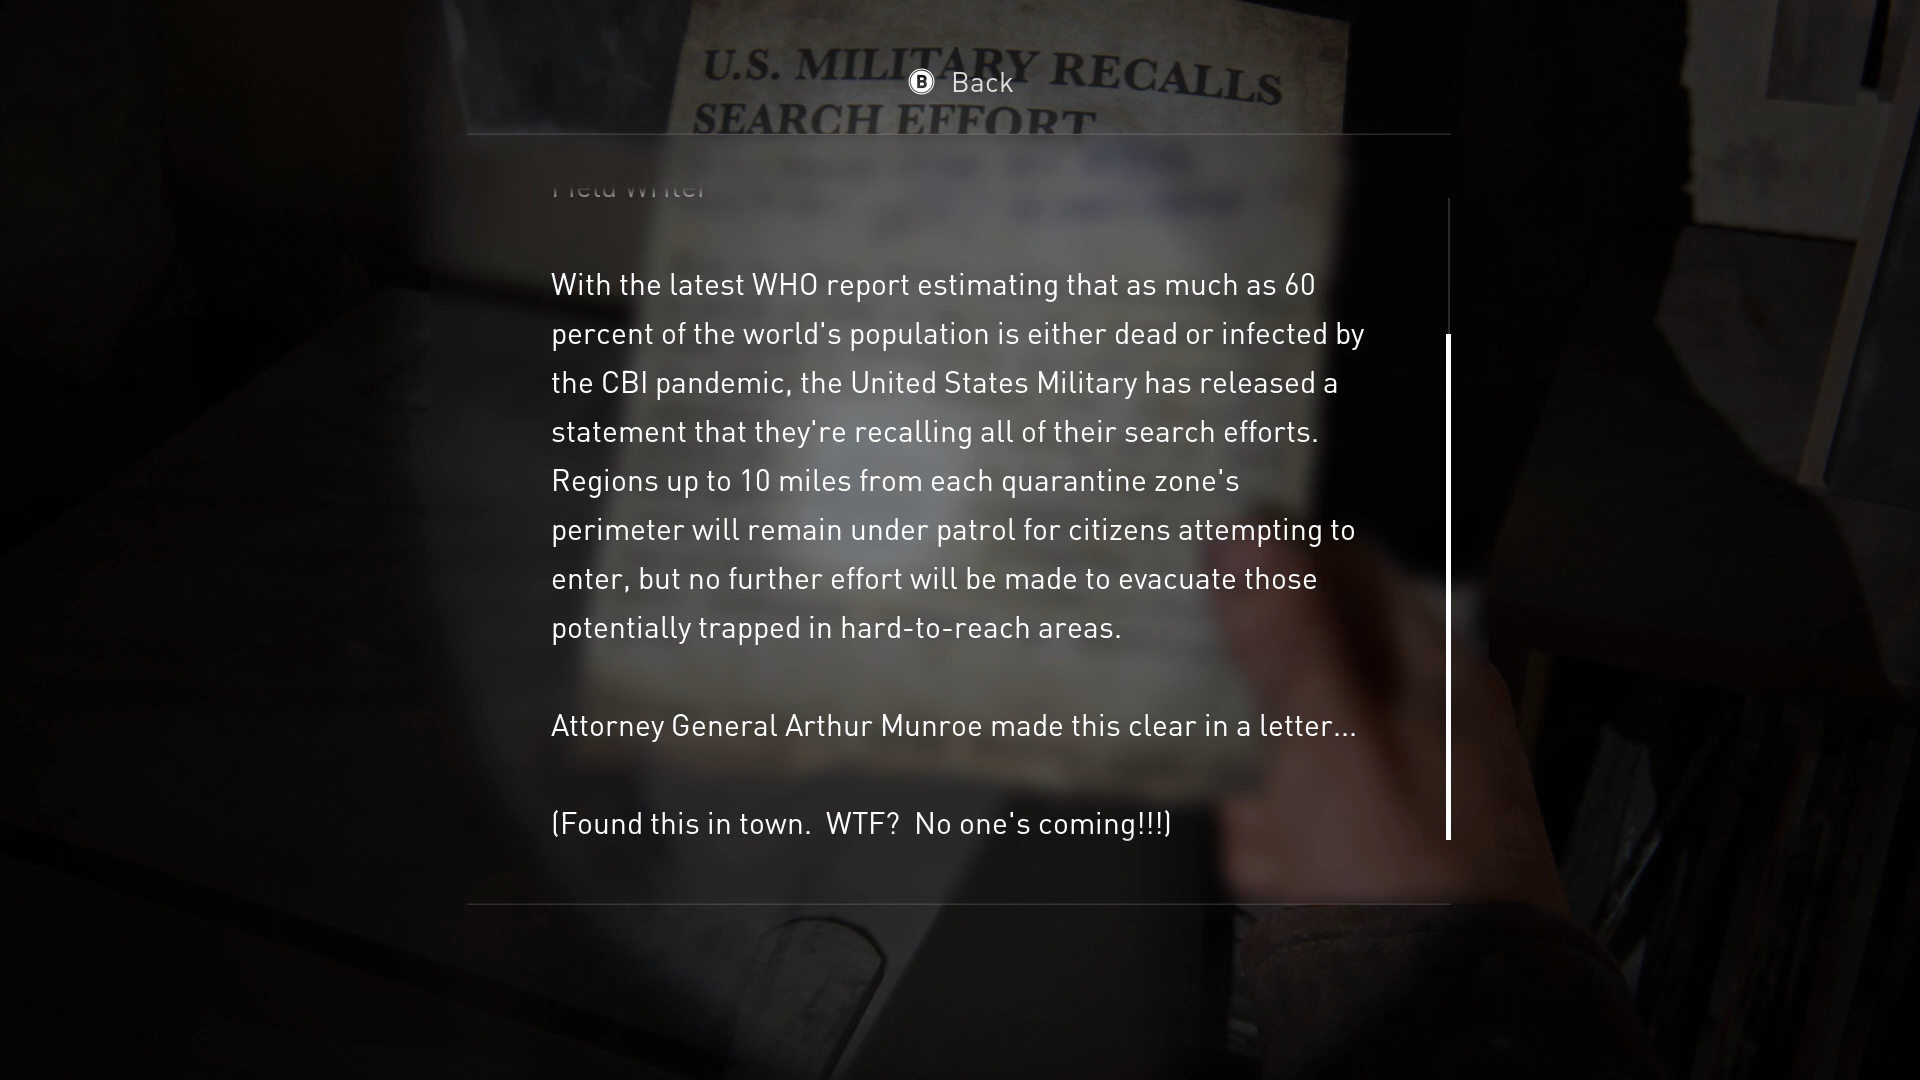 U.S. MILITARY RECALLS
SEARCH EFFORT
B Back
Field Writer
With the latest WHO report estimating that as much as 60
percent of the world's population is either dead or infected by
the CBI pandemic, the United States Military has released a
statement that they're recalling all of their search efforts.
Regions up to 10 miles from each quarantine zone's
perimeter will remain under patrol for citizens attempting to
enter, but no further effort will be made to evacuate those
potentially trapped in hard-to-reach areas.
Attorney General Arthur Munroe made this clear in a letter...
(Found this in town.  WTF?  No one's coming!!!)